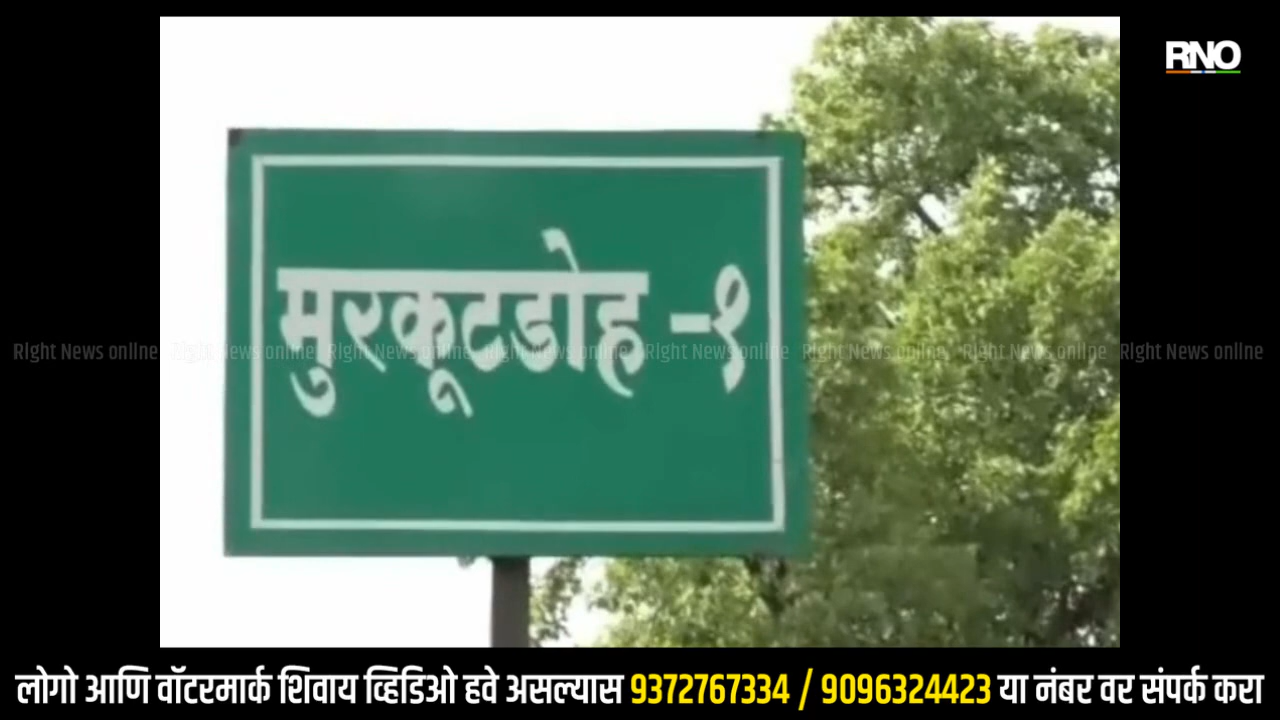 RNO
मुरकूटडोह -१
Right News online Right News online Right News online Right News online Right News online Right News online Right News online Right News online
लोगो आणि वॉटरमार्क शिवाय व्हिडिओ हवे असल्यास 9372767334 / 9096324423 या नंबर वर संपर्क करा